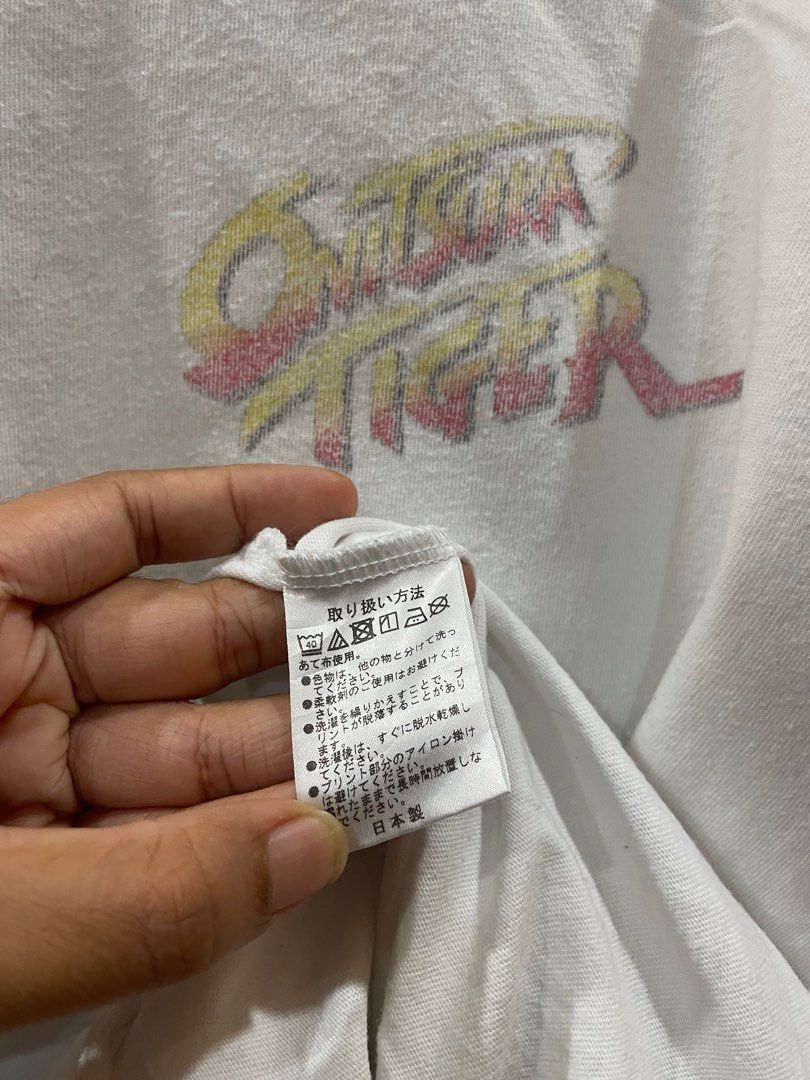 ONITSUKA
TIGER
取り扱い方法
40
あて布使用。
●色物は、他の物と分けて洗っ
てください。
●柔軟剤のご使用はお避けくだ
さい。
●洗濯を繰りかえすことで、プ
リントが脱落することがあり
ます。
●洗濯後は、すぐに脱水乾燥し
てください。
●プリント部分のアイロン掛け
は避けてください。
濡れたままで長時間放置しな
でください。
日本製